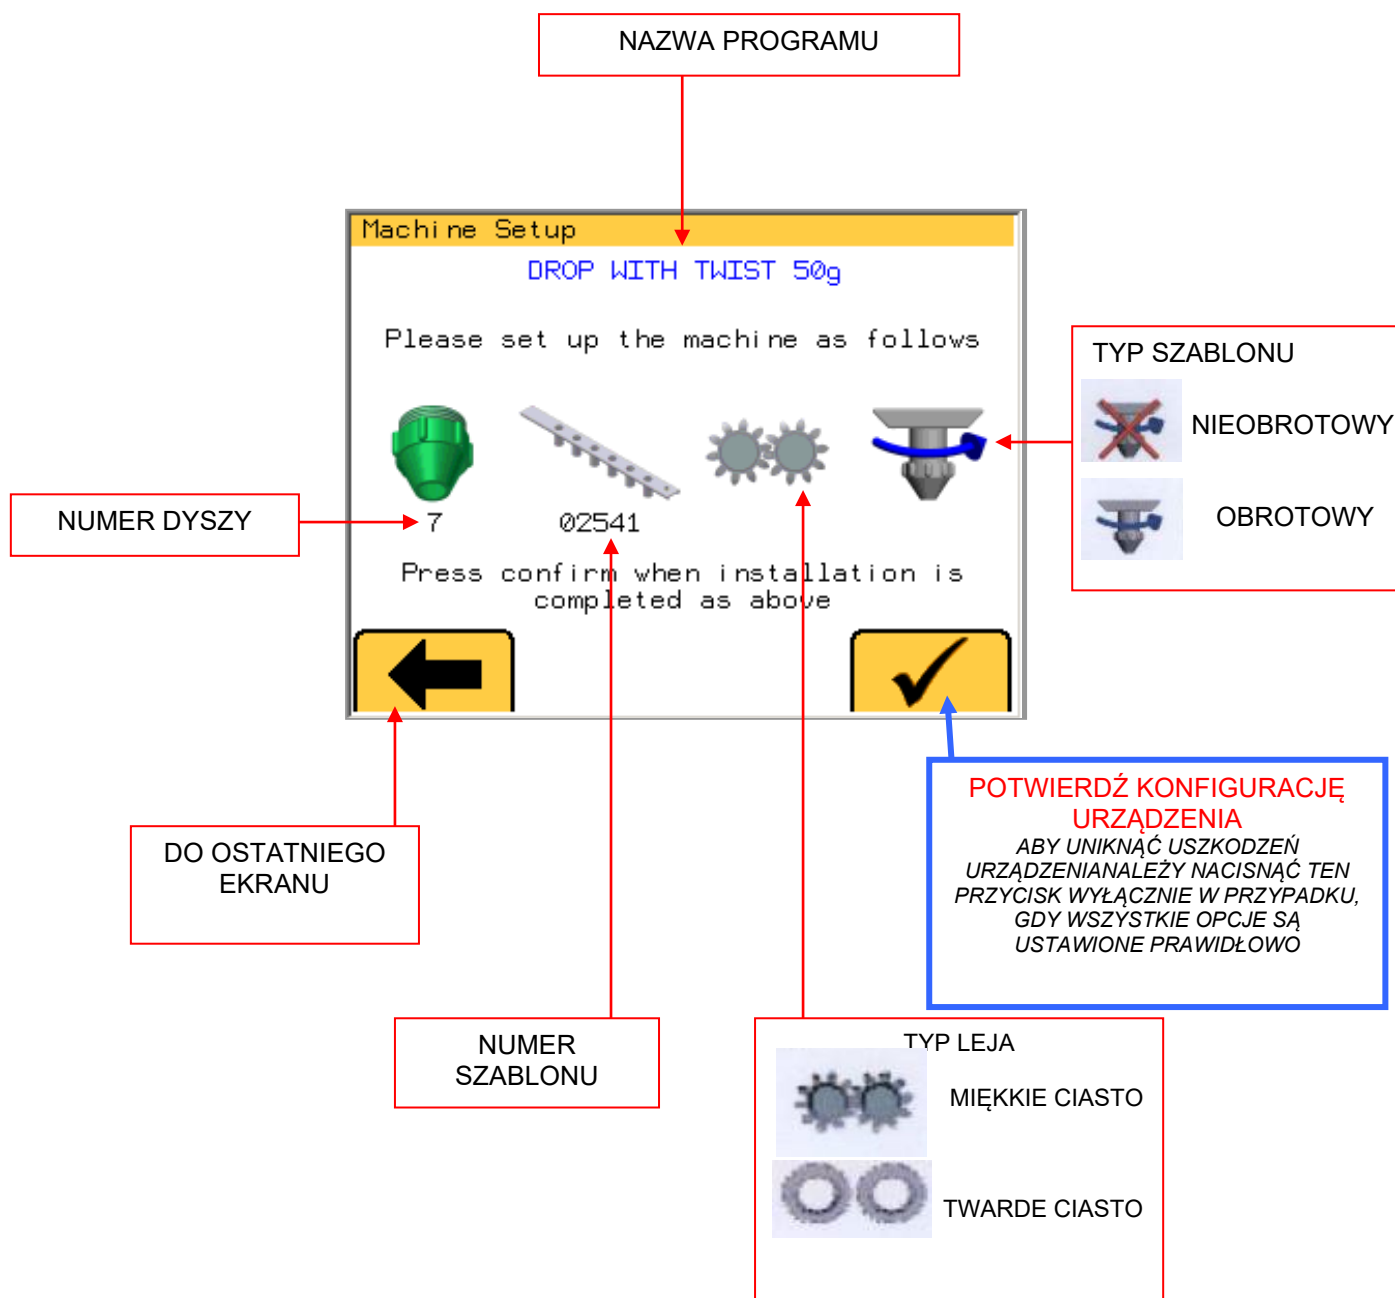 NAZWA PROGRAMU
Machine Setup
DROP WITH TWIST 50g
Please set up the machine as follows
7
02541
Press confirm when installation is
completed as above
TYP SZABLONU
NIEOBROTOWY
OBROTOWY
NUMER DYSZY
DO OSTATNIEGO
EKRANU
POTWIERDŹ KONFIGURACJĘ
URZĄDZENIA
ABY UNIKNĄĆ USZKODZEŃ
URZĄDZENIANALEŻY NACISNĄĆ TEN
PRZYCISK WYŁĄCZNIE W PRZYPADKU,
GDY WSZYSTKIE OPCJE SĄ
USTAWIONE PRAWIDŁOWO
NUMER
SZABLONU
TYP LEJA
MIĘKKIE CIASTO
TWARDE CIASTO